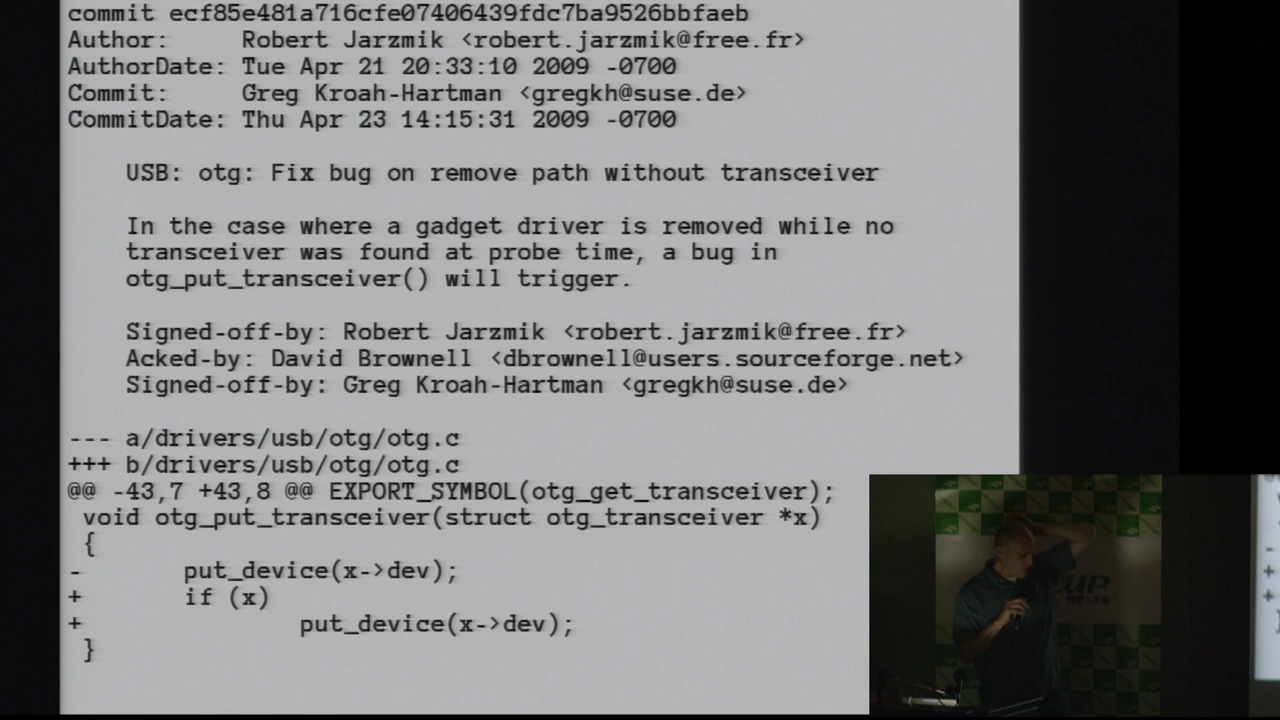 commit ecf85e481a716cfe07406439fdc7ba9526bbfaeb
Author:     Robert Jarzmik <robert.jarzmik@free.fr>
AuthorDate: Tue Apr 21 20:33:10 2009 -0700
Commit:     Greg Kroah-Hartman <gregkh@suse.de>
CommitDate: Thu Apr 23 14:15:31 2009 -0700
    USB: otg: Fix bug on remove path without transceiver
    In the case where a gadget driver is removed while no
    transceiver was found at probe time, a bug in
    otg_put_transceiver() will trigger.
    Signed-off-by: Robert Jarzmik <robert.jarzmik@free.fr>
    Acked-by: David Brownell <dbrownell@users.sourceforge.net>
    Signed-off-by: Greg Kroah-Hartman <gregkh@suse.de>
--- a/drivers/usb/otg/otg.c
+++ b/drivers/usb/otg/otg.c
@@ -43,7 +43,8 @@ EXPORT_SYMBOL(otg_get_transceiver);
 void otg_put_transceiver(struct otg_transceiver *x)
 {
-       put_device(x->dev);
+       if (x)
+               put_device(x->dev);
 }